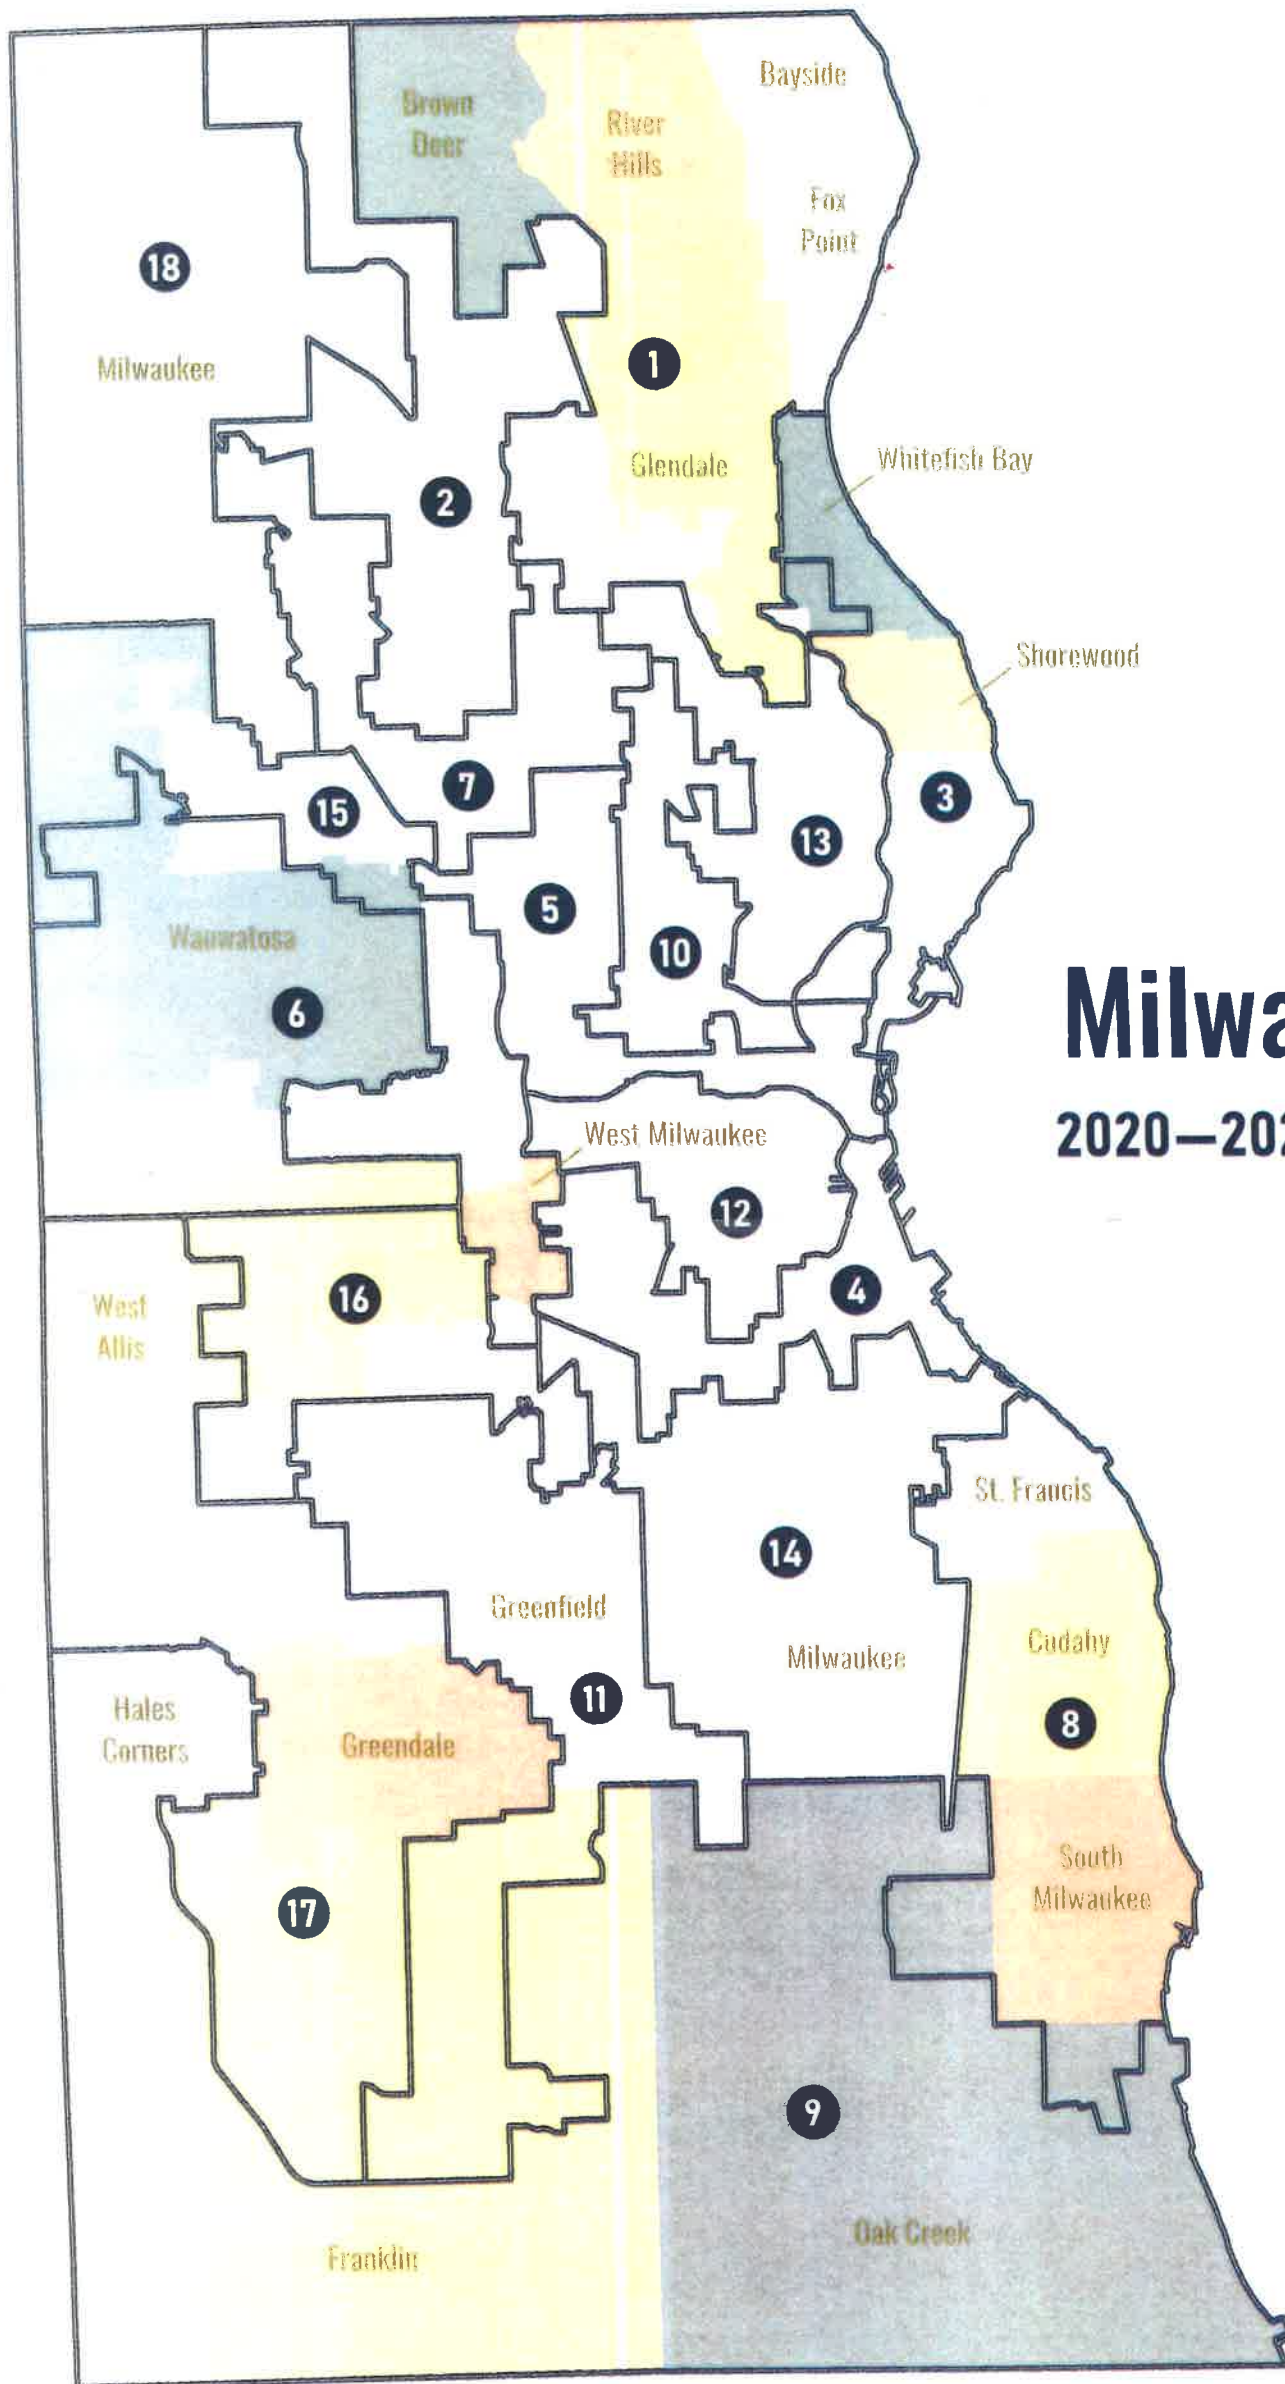 Bayside
Brown
Deer
River
Hills
Fox
Point
18
Milwaukee
1
Glendale
Whitefish Bay
2
Shorewood
7
3
15
13
5
10
Wauwatosa
6
Milwa
2020–202
West Milwaukee
12
4
West
Allis
16
St. Francis
14
Greenfield
Milwaukee
Cudahy
11
8
Hales
Corners
Greendale
South
Milwaukee
17
9
Oak Creek
Franklin